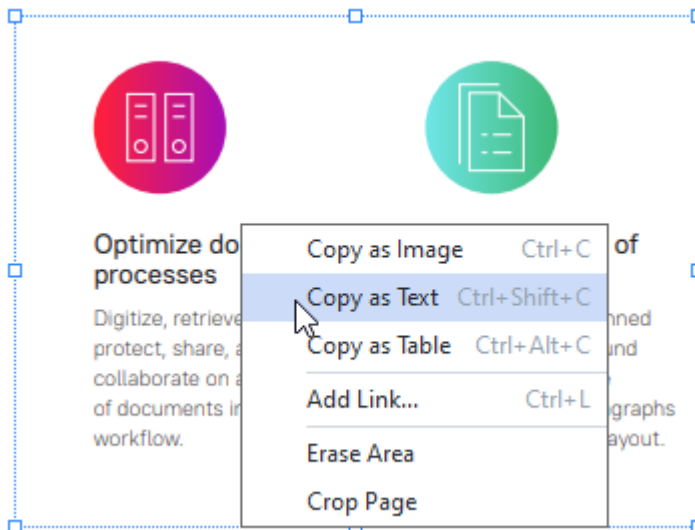 Optimize do
processes
Digitize, retrieve
protect, share,
collaborate on
of documents in
workflow.
Copy as Image Ctrl+C
Copy as Text Ctrl+Shift+C
Copy as Table Ctrl+Alt+C
Add Link... Ctrl+L
Erase Area
Crop Page
of
nned
und
graphs
ayout.